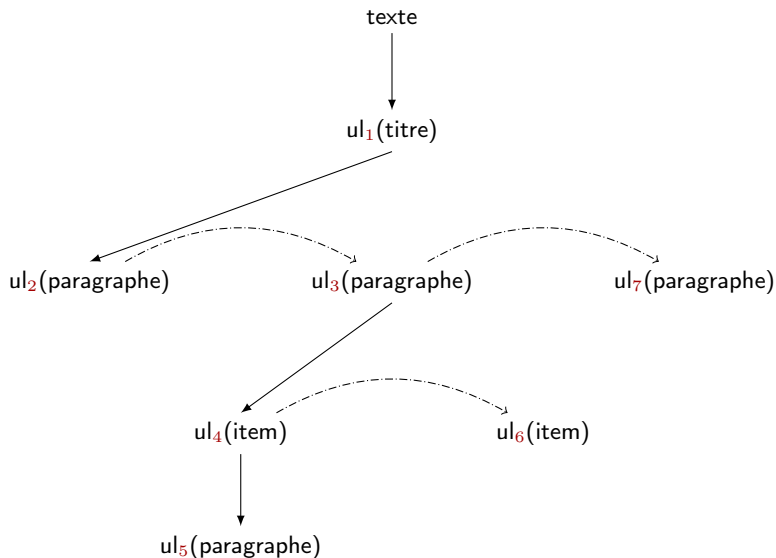 texte
ul₁(titre)
ul₂(paragraphe) ul₃(paragraphe) ul₇(paragraphe)
ul₄(item) ul₆(item)
ul₅(paragraphe)